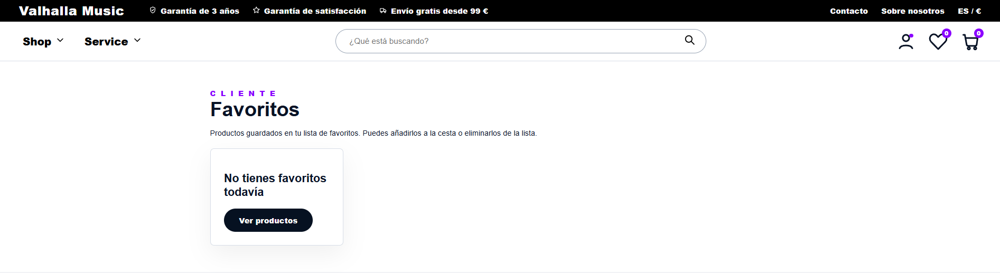 Valhalla Music Garantía de 3 años Garantía de satisfacción Envío gratis desde 99 € Contacto Sobre nosotros ES / €
Shop Service ¿Qué está buscando? 0 0
CLIENTE
Favoritos
Productos guardados en tu lista de favoritos. Puedes añadirlos a la cesta o eliminarlos de la lista.
No tienes favoritos
todavía
Ver productos